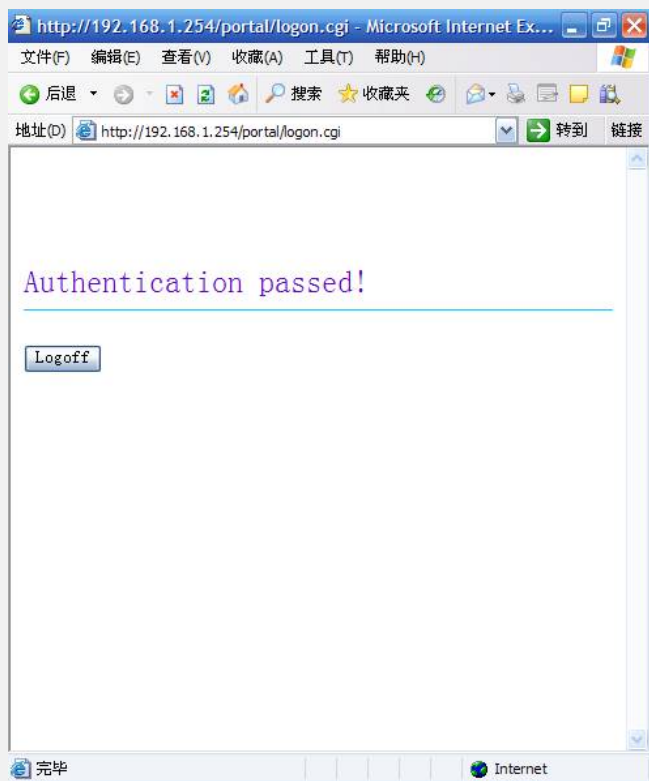 http://192.168.1.254/portal/logon.cgi - Microsoft Internet Ex...
文件(F) 编辑(E) 查看(V) 收藏(A) 工具(T) 帮助(H)
后退 搜索 收藏夹
地址(D) http://192.168.1.254/portal/logon.cgi 转到 链接
Authentication passed!
Logoff
完毕 Internet